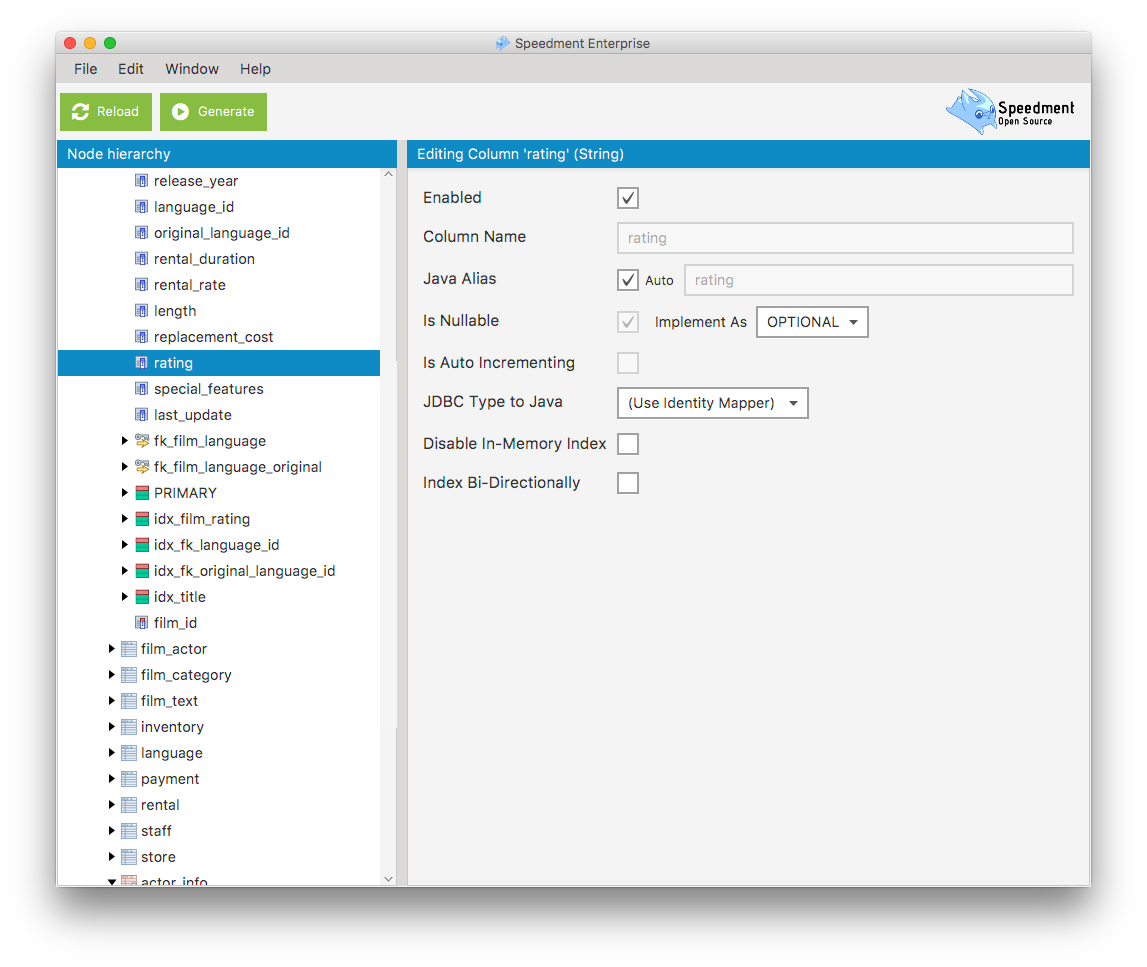 Speedment Enterprise
File Edit Window Help
Reload Generate
Speedment
Open Source
Node hierarchy
release_year
language_id
original_language_id
rental_duration
rental_rate
length
replacement_cost
rating
special_features
last_update
fk_film_language
fk_film_language_original
PRIMARY
idx_film_rating
idx_fk_language_id
idx_fk_original_language_id
idx_title
film_id
film_actor
film_category
film_text
inventory
language
payment
rental
staff
store
actor_info
Editing Column 'rating' (String)
Enabled
Column Name rating
Java Alias Auto rating
Is Nullable Implement As OPTIONAL
Is Auto Incrementing
JDBC Type to Java (Use Identity Mapper)
Disable In-Memory Index
Index Bi-Directionally